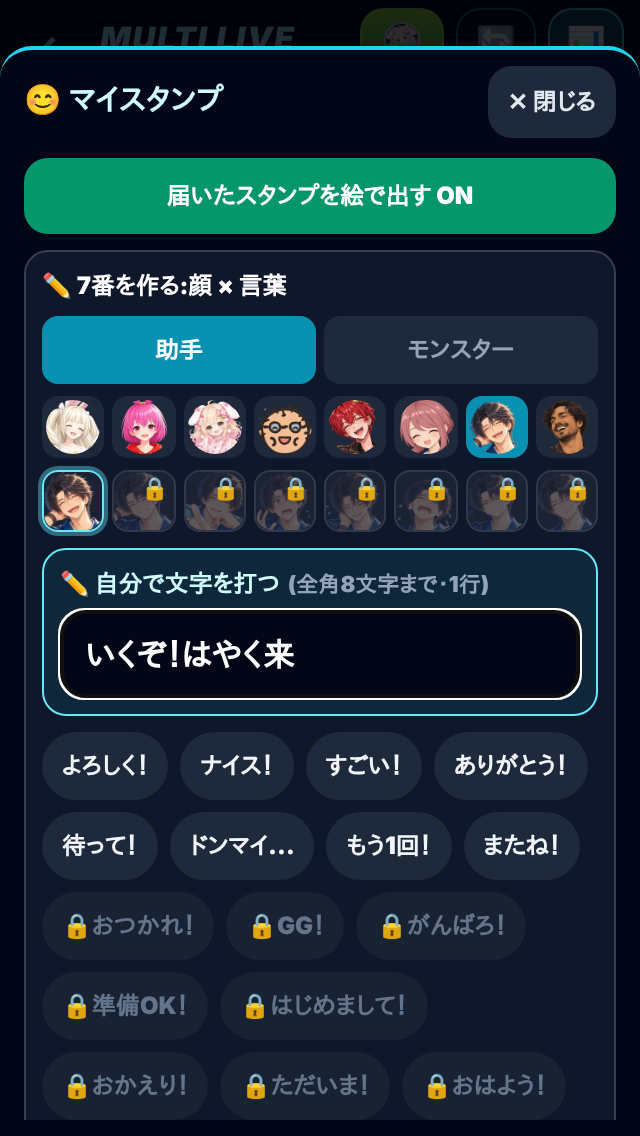 MULTI LIVE
😊 マイスタンプ
✕ 閉じる
届いたスタンプを絵で出す ON
✏️ 7番を作る:顔 × 言葉
助手
モンスター
✏️ 自分で文字を打つ (全角8文字まで･1行)
いくぞ!はやく来
よろしく! ナイス! すごい! ありがとう!
待って! ドンマイ… もう1回! またね!
🔒おつかれ! 🔒GG! 🔒がんばろ!
🔒準備OK! 🔒はじめまして!
🔒おかえり! 🔒ただいま! 🔒おはよう!